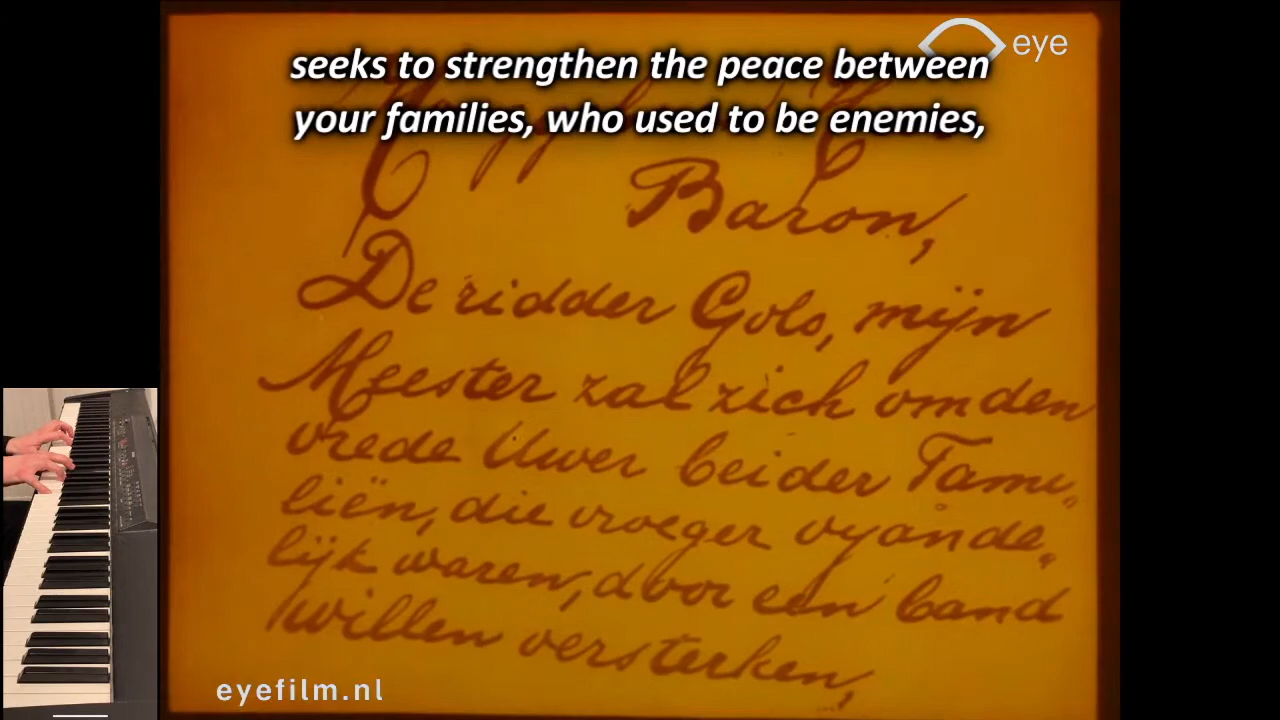 eye
seeks to strengthen the peace between
your families, who used to be enemies,
Baron,
De ridder Gols, mijn
Meester zal zich om den
vrede Uwer beider Fami„
liën, die vroeger vyande„
lijk waren, door een band
willen versterken,
eyefilm.nl